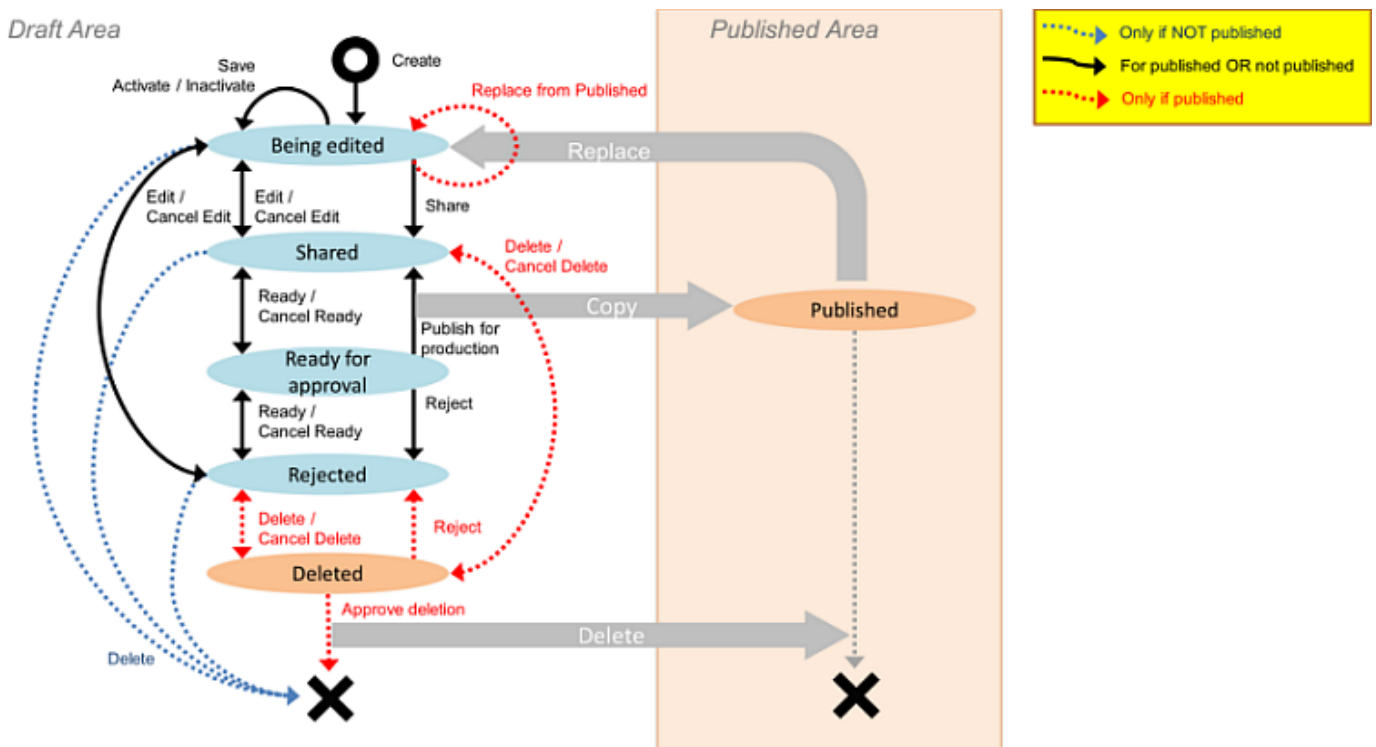 Draft Area
Published Area
Only if NOT published
For published OR not published
Only if published
Create
Save
Activate / Inactivate
Replace from Published
Being edited
Replace
Edit /
Cancel Edit
Edit /
Cancel Edit
Share
Shared
Delete /
Cancel Delete
Ready /
Cancel Ready
Copy
Published
Publish for
production
Ready for
approval
Ready /
Cancel Ready
Reject
Rejected
Delete /
Cancel Delete
Reject
Deleted
Approve deletion
Delete
Delete